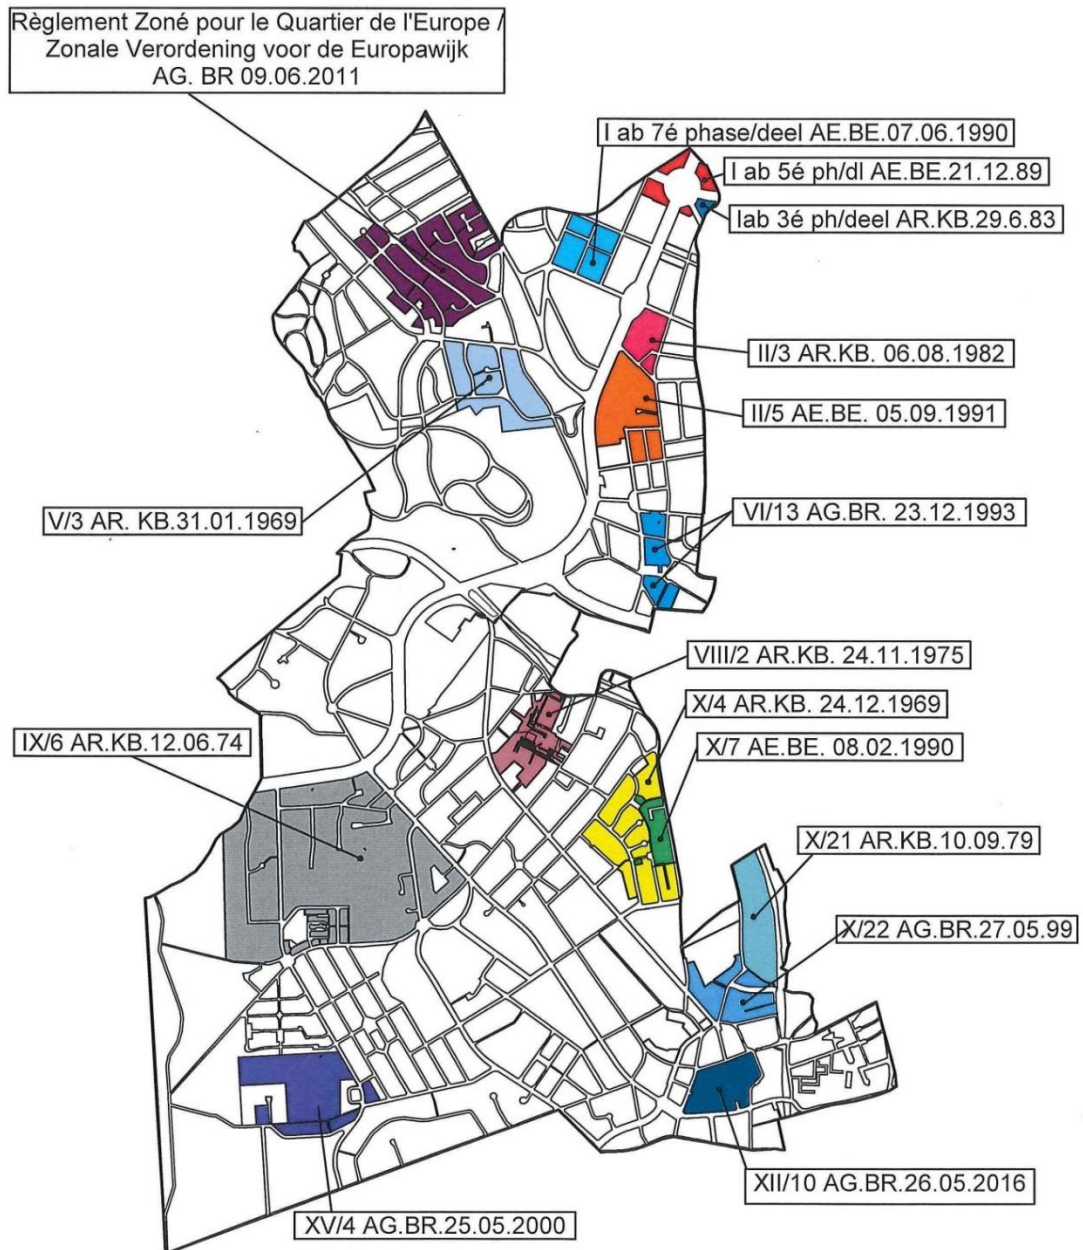 Règlement Zoné pour le Quartier de l'Europe /
Zonale Verordening voor de Europawijk
AG. BR 09.06.2011
I ab 7é phase/deel AE.BE.07.06.1990
I ab 5é ph/dl AE.BE.21.12.89
Iab 3é ph/deel AR.KB.29.6.83
II/3 AR.KB. 06.08.1982
II/5 AE.BE. 05.09.1991
V/3 AR. KB.31.01.1969
VI/13 AG.BR. 23.12.1993
VIII/2 AR.KB. 24.11.1975
X/4 AR.KB. 24.12.1969
IX/6 AR.KB.12.06.74
X/7 AE.BE. 08.02.1990
X/21 AR.KB.10.09.79
X/22 AG.BR.27.05.99
XII/10 AG.BR.26.05.2016
XV/4 AG.BR.25.05.2000